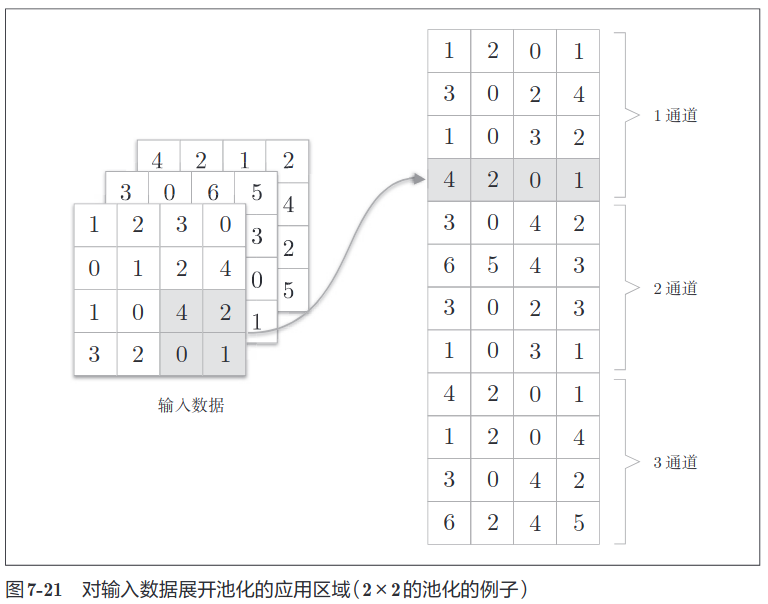 4 2 1 2
3 0 6 5
4
1 2 3 0
3
2
0 1 2 4
0
5
1 0 4 2
1
3 2 0 1
输入数据
1 2 0 1
3 0 2 4
1 0 3 2
4 2 0 1
1 通道
3 0 4 2
6 5 4 3
3 0 2 3
1 0 3 1
2 通道
4 2 0 1
1 2 0 4
3 0 4 2
6 2 4 5
3 通道
图7-21 对输入数据展开池化的应用区域(2×2的池化的例子)